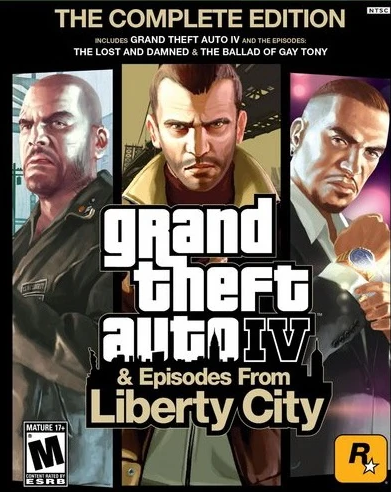 THE COMPLETE EDITION
NTSC
INCLUDES GRAND THEFT AUTO IV AND THE EPISODES:
THE LOST AND DAMNED & THE BALLAD OF GAY TONY
grand
theft
auto IV
& Episodes From
Liberty City
MATURE 17+
M
CONTENT RATED BY
ESRB
R